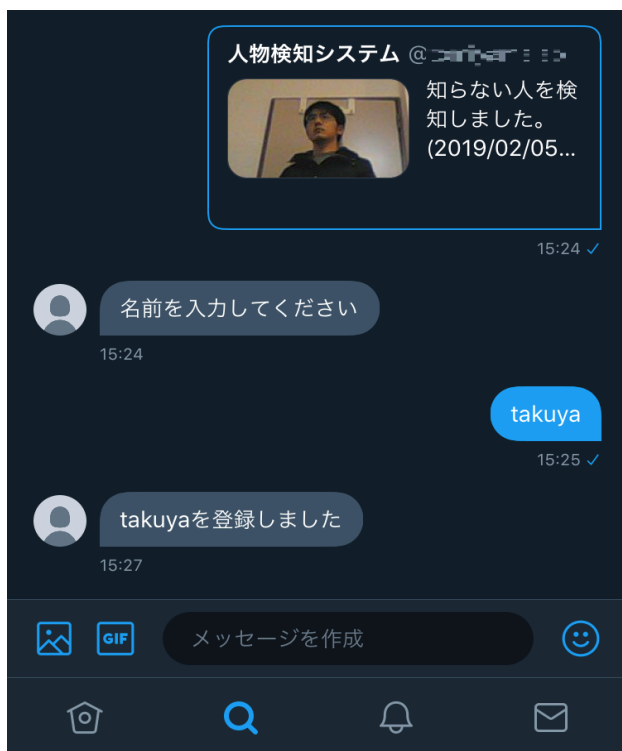 人物検知システム @
知らない人を検
知しました。
(2019/02/05...
15:24
名前を入力してください
15:24
takuya
15:25
takuyaを登録しました
15:27
GIF
メッセージを作成